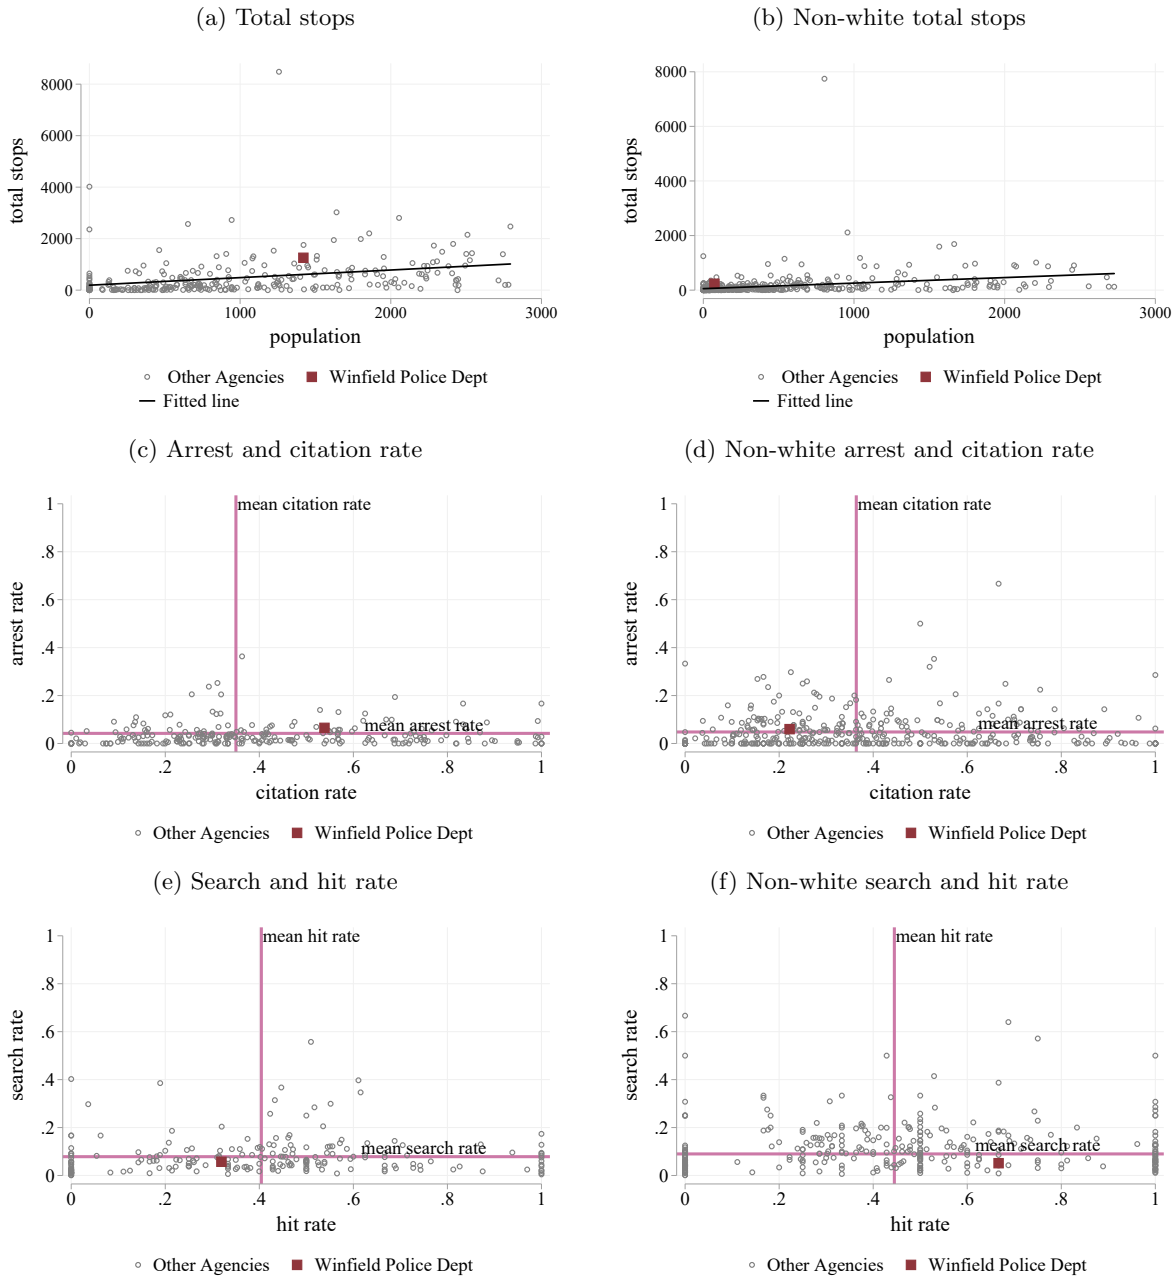 (a) Total stops
(b) Non-white total stops
total stops
8000
6000
4000
2000
0
0 1000 2000 3000
population
○ Other Agencies ■ Winfield Police Dept
— Fitted line
total stops
8000
6000
4000
2000
0
0 1000 2000 3000
population
○ Other Agencies ■ Winfield Police Dept
— Fitted line
(c) Arrest and citation rate
(d) Non-white arrest and citation rate
arrest rate
1
.8
.6
.4
.2
0
mean citation rate
mean arrest rate
0 .2 .4 .6 .8 1
citation rate
○ Other Agencies ■ Winfield Police Dept
arrest rate
1
.8
.6
.4
.2
0
mean citation rate
mean arrest rate
0 .2 .4 .6 .8 1
citation rate
○ Other Agencies ■ Winfield Police Dept
(e) Search and hit rate
(f) Non-white search and hit rate
search rate
1
.8
.6
.4
.2
0
mean hit rate
mean search rate
0 .2 .4 .6 .8 1
hit rate
○ Other Agencies ■ Winfield Police Dept
search rate
1
.8
.6
.4
.2
0
mean hit rate
mean search rate
0 .2 .4 .6 .8 1
hit rate
○ Other Agencies ■ Winfield Police Dept